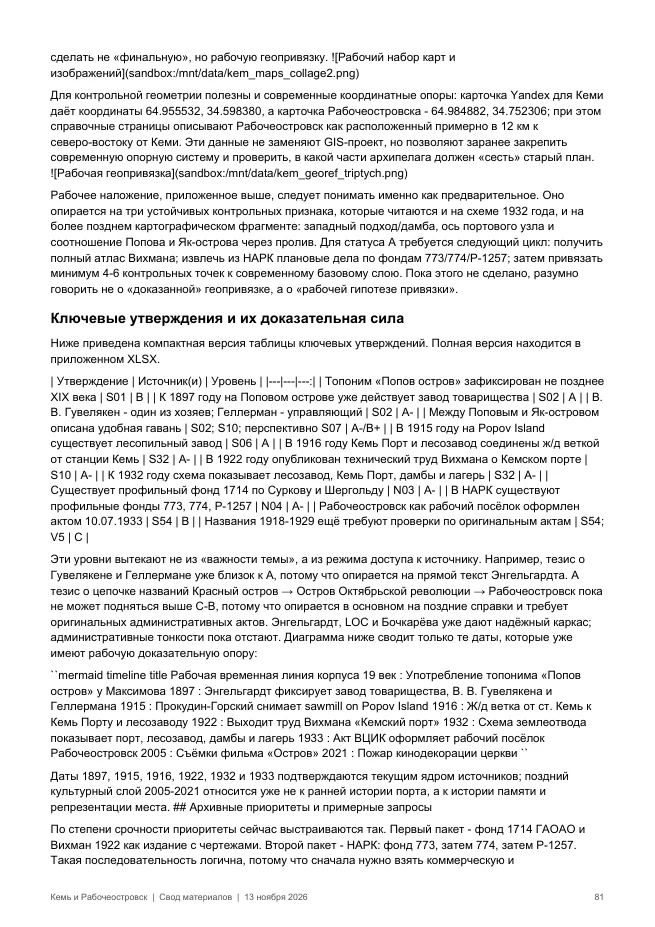 сделать не «финальную», но рабочую геопривязку. ![Рабочий набор карт и
изображений](sandbox:/mnt/data/kem_maps_collage2.png)
Для контрольной геометрии полезны и современные координатные опоры: карточка Yandex для Кеми
даёт координаты 64.955532, 34.598380, а карточка Рабочеостровска - 64.984882, 34.752306; при этом
справочные страницы описывают Рабочеостровск как расположенный примерно в 12 км к
северо-востоку от Кеми. Эти данные не заменяют GIS-проект, но позволяют заранее закрепить
современную опорную систему и проверить, в какой части архипелага должен «сесть» старый план.
![Рабочая геопривязка](sandbox:/mnt/data/kem_georef_triptych.png)
Рабочее наложение, приложенное выше, следует понимать именно как предварительное. Оно
опирается на три устойчивых контрольных признака, которые читаются и на схеме 1932 года, и на
более позднем картографическом фрагменте: западный подход/дамба, ось портового узла и
соотношение Попова и Як-острова через пролив. Для статуса А требуется следующий цикл: получить
полный атлас Вихмана; извлечь из НАРК плановые дела по фондам 773/774/Р-1257; затем привязать
минимум 4-6 контрольных точек к современному базовому слою. Пока этого не сделано, разумно
говорить не о «доказанной» геопривязке, а о «рабочей гипотезе привязки».
Ключевые утверждения и их доказательная сила
Ниже приведена компактная версия таблицы ключевых утверждений. Полная версия находится в
приложенном XLSX.
| Утверждение | Источник(и) | Уровень | |---|---|---:| | Топоним «Попов остров» зафиксирован не позднее
XIX века | S01 | B | | К 1897 году на Поповом острове уже действует завод товарищества | S02 | A | | В.
В. Гувелякен - один из хозяев; Геллерман - управляющий | S02 | A- | | Между Поповым и Як-островом
описана удобная гавань | S02; S10; перспективно S07 | A-/B+ | | В 1915 году на Popov Island
существует лесопильный завод | S06 | A | | В 1916 году Кемь Порт и лесозавод соединены ж/д веткой
от станции Кемь | S32 | A- | | В 1922 году опубликован технический труд Вихмана о Кемском порте |
S10 | A- | | К 1932 году схема показывает лесозавод, Кемь Порт, дамбы и лагерь | S32 | A- | |
Существует профильный фонд 1714 по Суркову и Шергольду | N03 | A- | | В НАРК существуют
профильные фонды 773, 774, Р-1257 | N04 | A- | | Рабочеостровск как рабочий посёлок оформлен
актом 10.07.1933 | S54 | B | | Названия 1918-1929 ещё требуют проверки по оригинальным актам | S54;
V5 | C |
Эти уровни вытекают не из «важности темы», а из режима доступа к источнику. Например, тезис о
Гувелякене и Геллермане уже близок к А, потому что опирается на прямой текст Энгельгардта. А
тезис о цепочке названий Красный остров → Остров Октябрьской революции → Рабочеостровск пока
не может подняться выше C-B, потому что опирается в основном на поздние справки и требует
оригинальных административных актов. Энгельгардт, LOC и Бочкарёва уже дают надёжный каркас;
административные тонкости пока отстают. Диаграмма ниже сводит только те даты, которые уже
имеют рабочую доказательную опору:
``mermaid timeline title Рабочая временная линия корпуса 19 век : Употребление топонима «Попов
остров» у Максимова 1897 : Энгельгардт фиксирует завод товарищества, В. В. Гувелякена и
Геллермана 1915 : Прокудин-Горский снимает sawmill on Popov Island 1916 : Ж/д ветка от ст. Кемь к
Кемь Порту и лесозаводу 1922 : Выходит труд Вихмана «Кемский порт» 1932 : Схема землеотвода
показывает порт, лесозавод, дамбы и лагерь 1933 : Акт ВЦИК оформляет рабочий посёлок
Рабочеостровск 2005 : Съёмки фильма «Остров» 2021 : Пожар кинодекорации церкви ``
Даты 1897, 1915, 1916, 1922, 1932 и 1933 подтверждаются текущим ядром источников; поздний
культурный слой 2005-2021 относится уже не к ранней истории порта, а к истории памяти и
репрезентации места. ## Архивные приоритеты и примерные запросы
По степени срочности приоритеты сейчас выстраиваются так. Первый пакет - фонд 1714 ГАОАО и
Вихман 1922 как издание с чертежами. Второй пакет - НАРК: фонд 773, затем 774, затем Р-1257.
Такая последовательность логична, потому что сначала нужно взять коммерческую и
Кемь и Рабочеостровск | Свод материалов | 13 ноября 2026
81